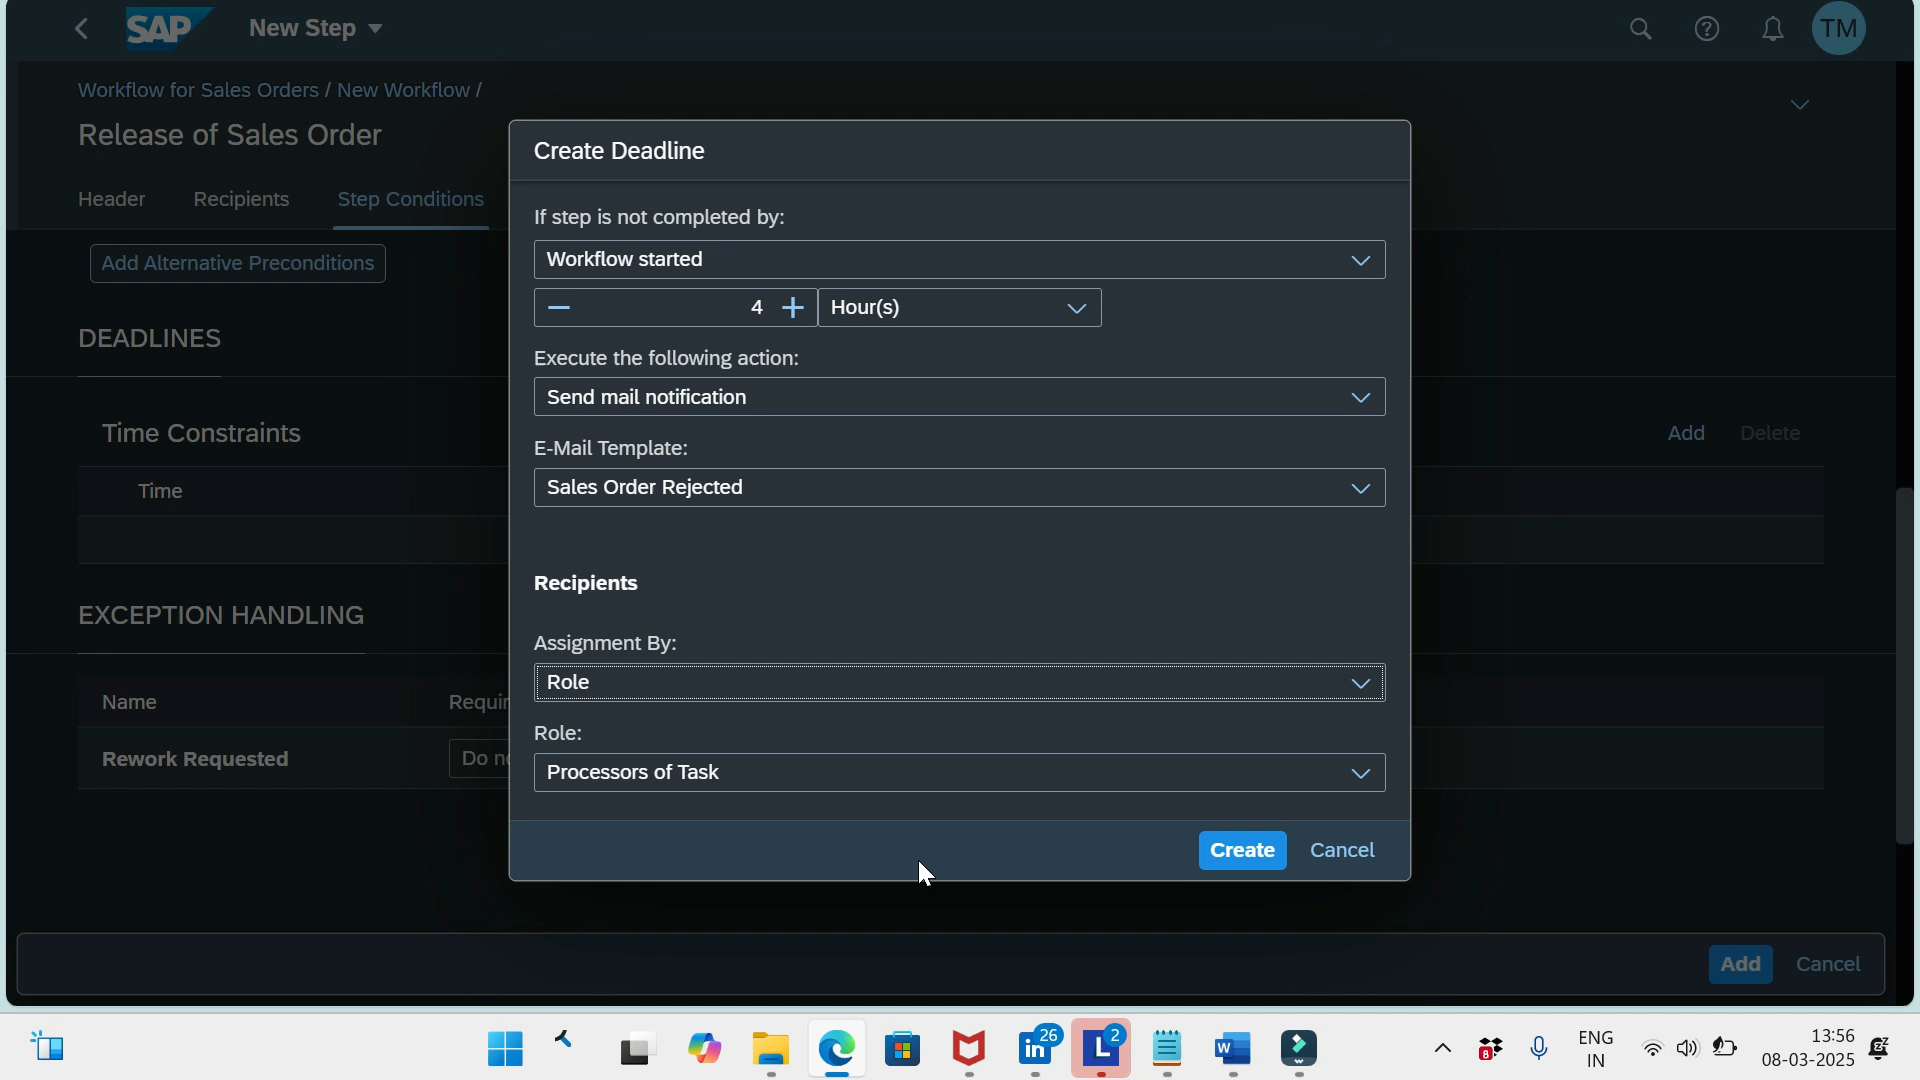 SAP New Step
TM
Workflow for Sales Orders / New Workflow /
Release of Sales Order
Header Recipients Step Conditions
Add Alternative Preconditions
DEADLINES
Time Constraints
Add Delete
Time
EXCEPTION HANDLING
Name
Rework Requested
Create Deadline
If step is not completed by:
Workflow started
4 Hour(s)
Execute the following action:
Send mail notification
E-Mail Template:
Sales Order Rejected
Recipients
Assignment By:
Role
Role:
Processors of Task
Create Cancel
Add Cancel
26
2
8
ENG
IN
13:56
08-03-2025